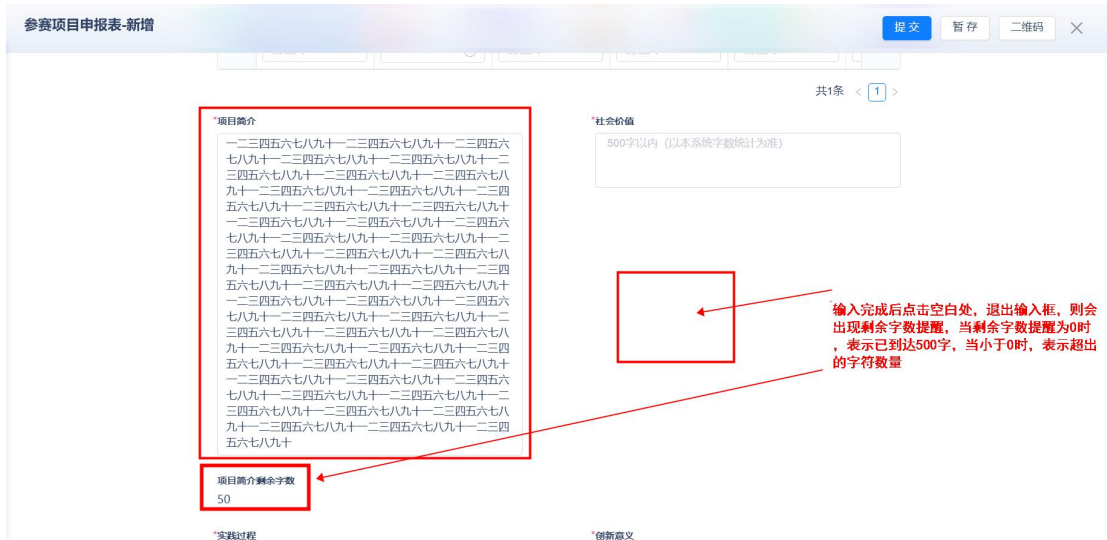 参赛项目申报表-新增
提交
暂存
二维码
共1条 < 1 >
*项目简介
一二三四五六七八九十一二三四五六七八九十一二三四五六
七八九十一二三四五六七八九十一二三四五六七八九十一二
三四五六七八九十一二三四五六七八九十一二三四五六七八
九十一二三四五六七八九十一二三四五六七八九十一二三四
五六七八九十一二三四五六七八九十一二三四五六七八九十
一二三四五六七八九十一二三四五六七八九十一二三四五六
七八九十一二三四五六七八九十一二三四五六七八九十一二
三四五六七八九十一二三四五六七八九十一二三四五六七八
九十一二三四五六七八九十一二三四五六七八九十一二三四
五六七八九十一二三四五六七八九十一二三四五六七八九十
一二三四五六七八九十一二三四五六七八九十一二三四五六
七八九十一二三四五六七八九十一二三四五六七八九十一二
三四五六七八九十一二三四五六七八九十一二三四五六七八
九十一二三四五六七八九十一二三四五六七八九十一二三四
五六七八九十一二三四五六七八九十一二三四五六七八九十
一二三四五六七八九十一二三四五六七八九十一二三四五六
七八九十一二三四五六七八九十一二三四五六七八九十一二
三四五六七八九十一二三四五六七八九十一二三四五六七八
九十一二三四五六七八九十一二三四五六七八九十一二三四
五六七八九十
*社会价值
500字以内（以本系统字数统计为准）
输入完成后点击空白处，退出输入框，则会
出现剩余字数提醒，当剩余字数提醒为0时
，表示已到达500字，当小于0时，表示超出
的字符数量
项目简介剩余字数
50
*实践过程
*创新意义